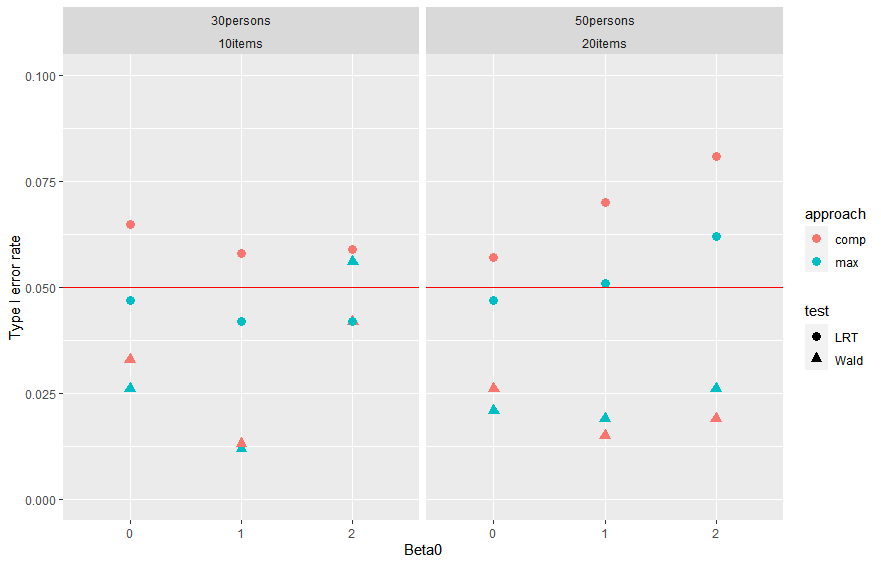 30persons
10items
50persons
20items
0.100
0.075
0.050
0.025
0.000
Type I error rate
0
1
2
0
1
2
Beta0
approach
comp
max
test
LRT
Wald